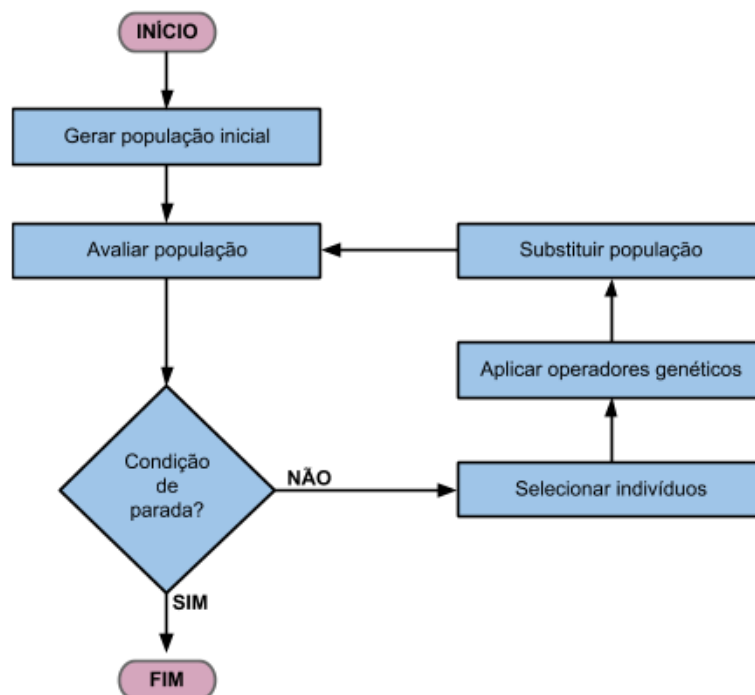 INÍCIO
Gerar população inicial
Avaliar população
Substituir população
Aplicar operadores genéticos
Condição
de
parada?
NÃO
Selecionar indivíduos
SIM
FIM